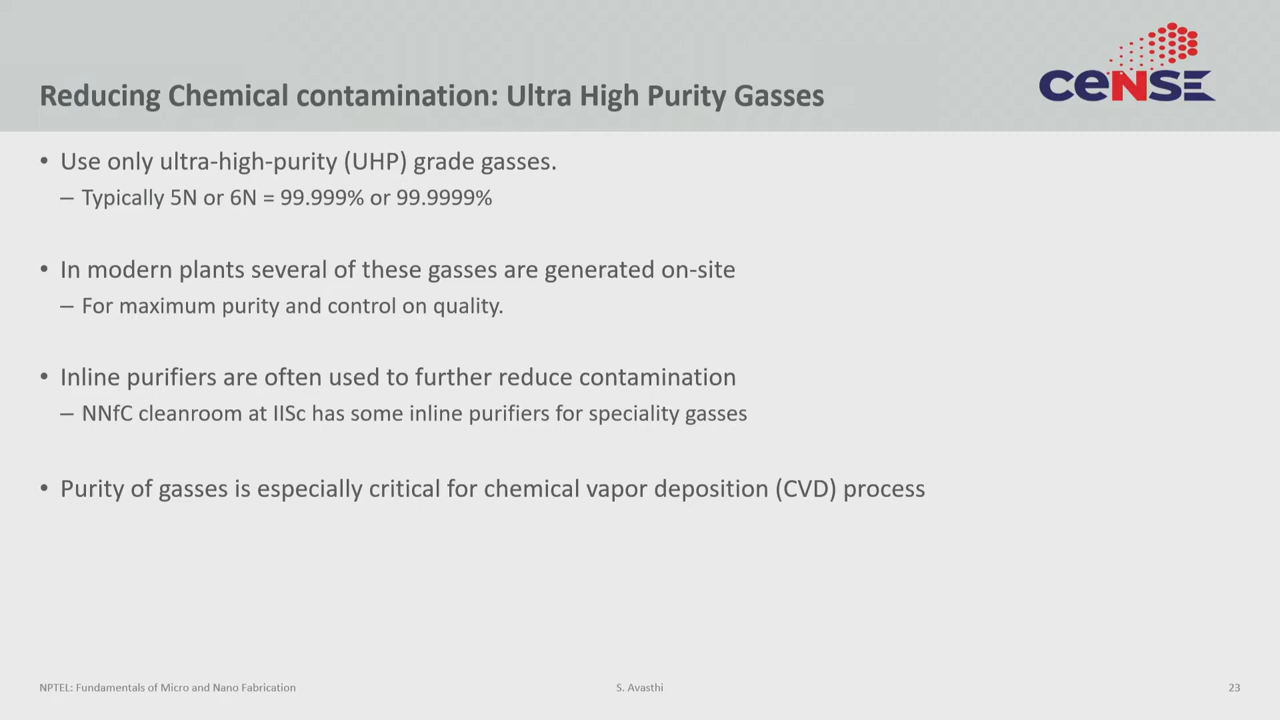 Reducing Chemical contamination: Ultra High Purity Gasses
CeNSE
• Use only ultra-high-purity (UHP) grade gasses.
– Typically 5N or 6N = 99.999% or 99.9999%
• In modern plants several of these gasses are generated on-site
– For maximum purity and control on quality.
• Inline purifiers are often used to further reduce contamination
– NNfC cleanroom at IISc has some inline purifiers for speciality gasses
• Purity of gasses is especially critical for chemical vapor deposition (CVD) process
NPTEL: Fundamentals of Micro and Nano Fabrication
S. Avasthi
23